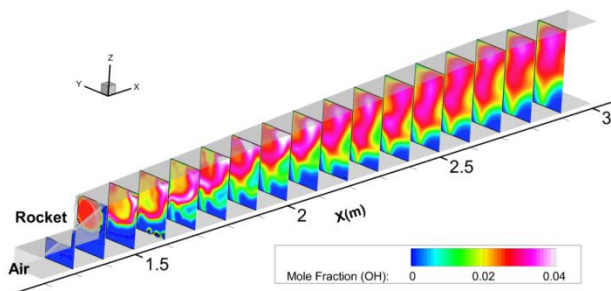 Z
Y
X
Rocket
Air
1.5
2
X(m)
2.5
3
Mole Fraction (OH):
0
0.02
0.04